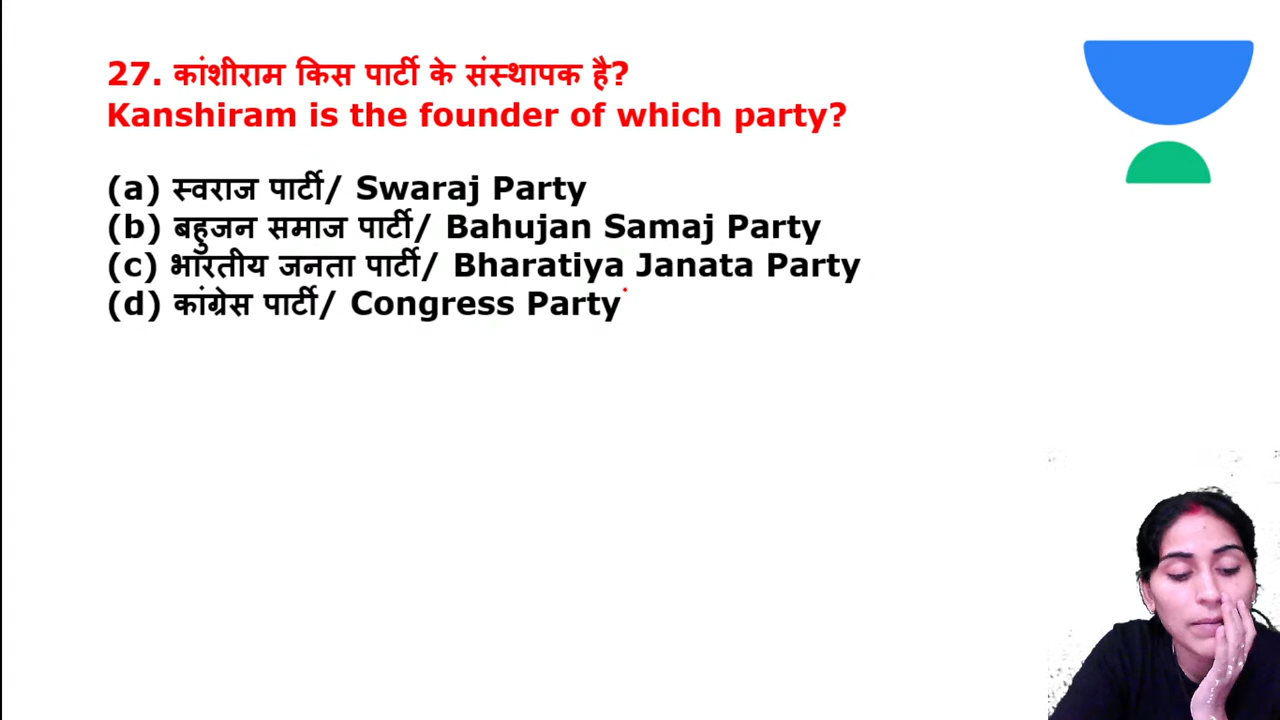 27. कांशीराम किस पार्टी के संस्थापक है?
Kanshiram is the founder of which party?
(a) स्वराज पार्टी/ Swaraj Party
(b) बहुजन समाज पार्टी/ Bahujan Samaj Party
(c) भारतीय जनता पार्टी/ Bharatiya Janata Party
(d) कांग्रेस पार्टी/ Congress Party